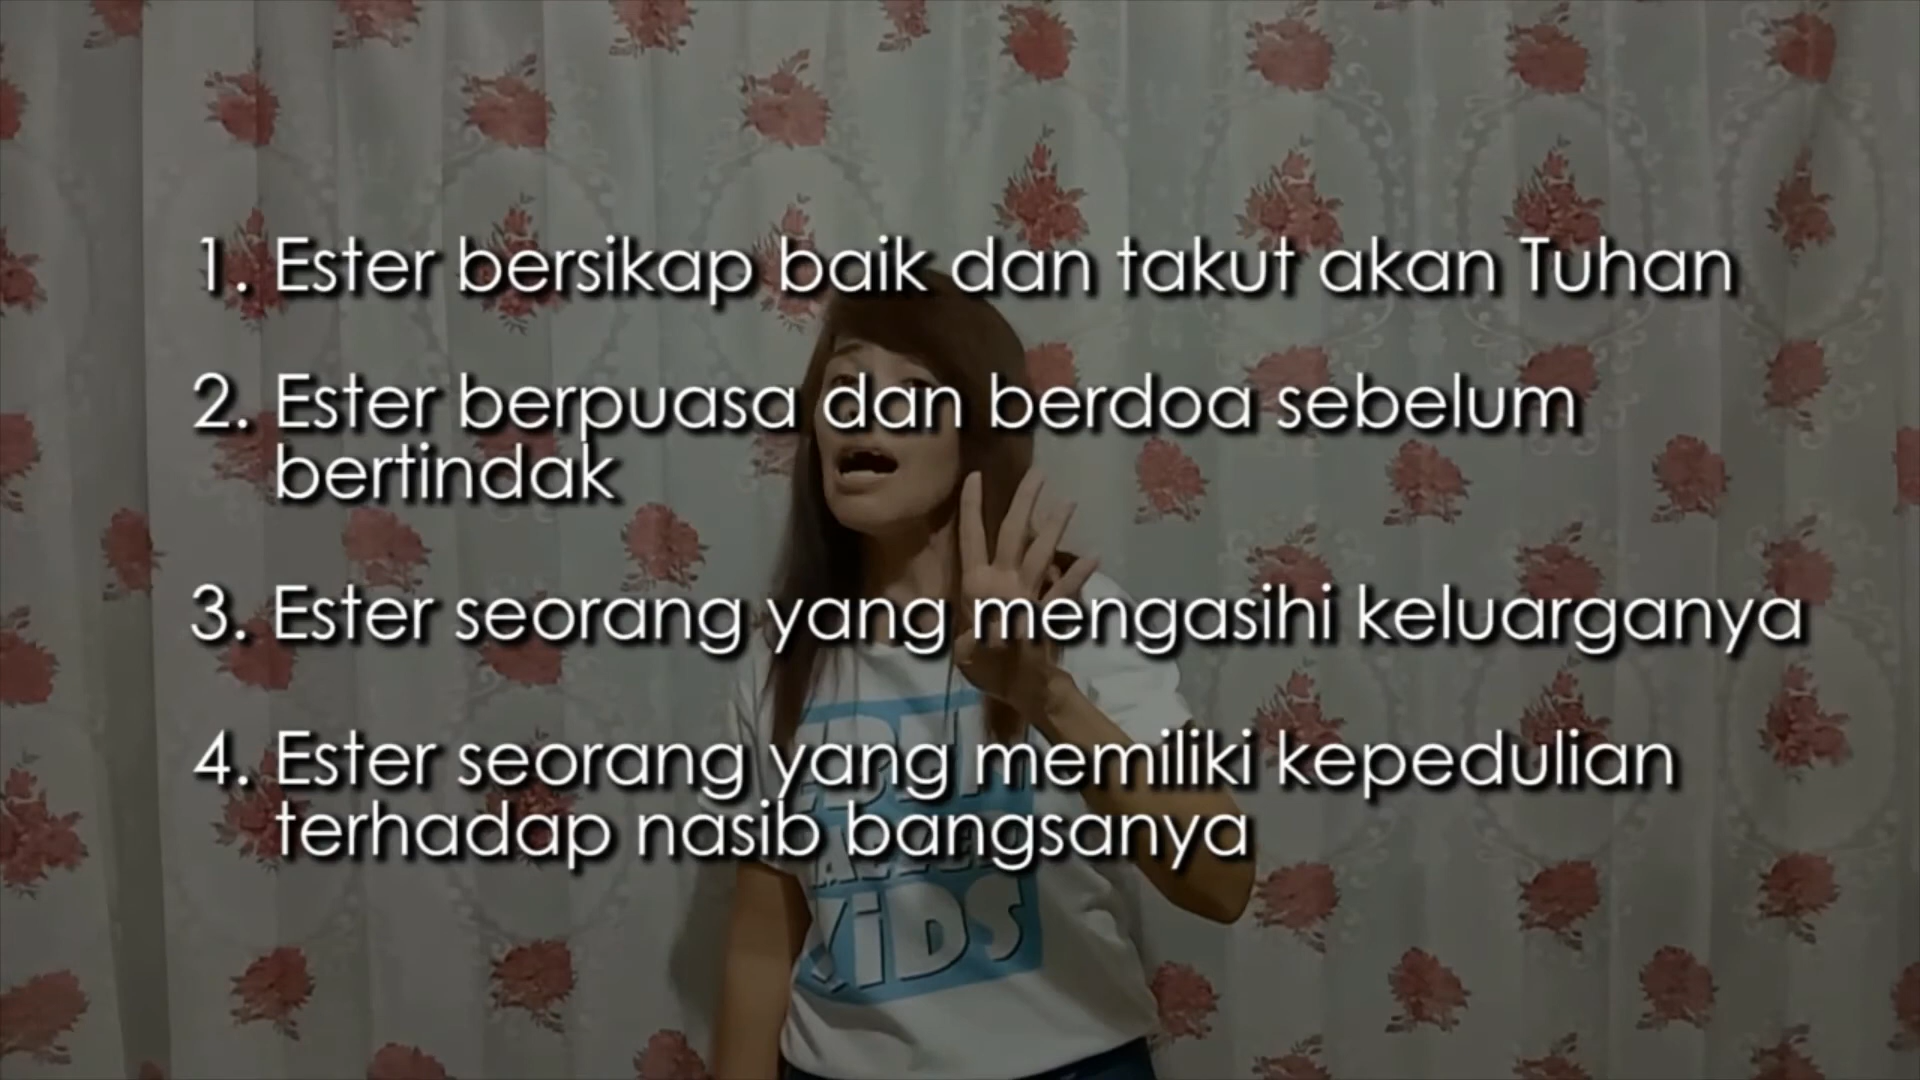 1. Ester bersikap baik dan takut akan Tuhan
2. Ester berpuasa dan berdoa sebelum
bertindak
3. Ester seorang yang mengasihi keluarganya
4. Ester seorang yang memiliki kepedulian
terhadap nasib bangsanya
KiDS